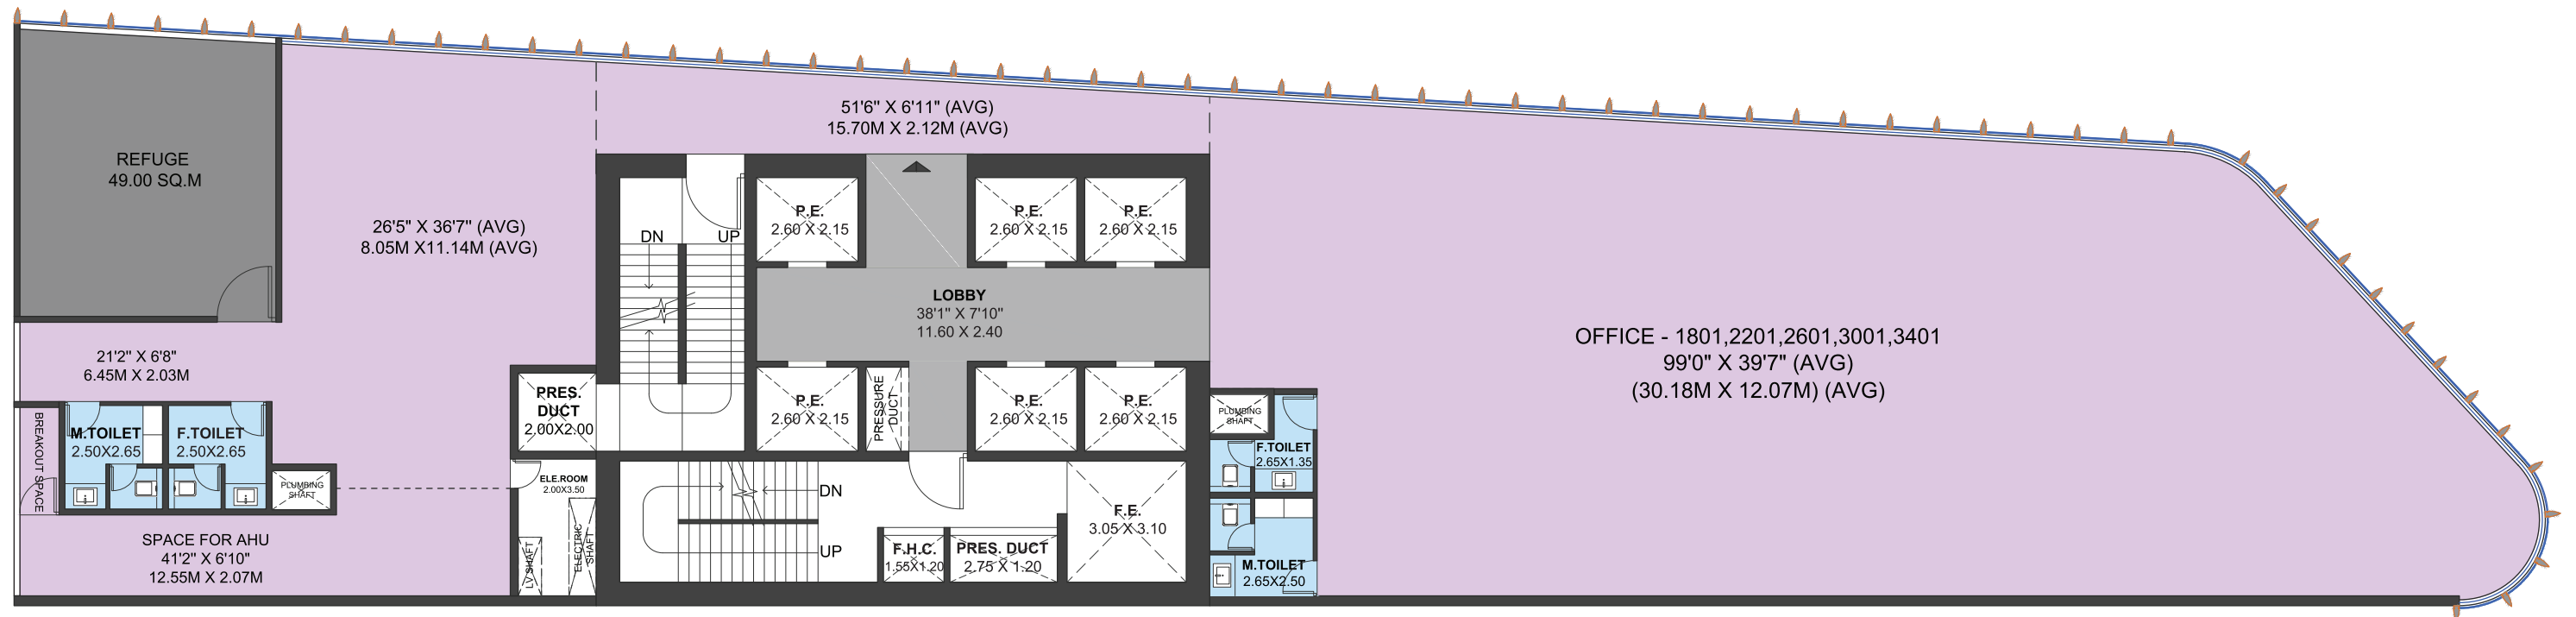 51'6" X 6'11" (AVG)
15.70M X 2.12M (AVG)
REFUGE
49.00 SQ.M
26'5" X 36'7" (AVG)
8.05M X11.14M (AVG)
DN
UP
P.E.
2.60 X 2.15
P.E.
2.60 X 2.15
P.E.
2.60 X 2.15
LOBBY
38'1" X 7'10"
11.60 X 2.40
OFFICE - 1801,2201,2601,3001,3401
99'0" X 39'7" (AVG)
(30.18M X 12.07M) (AVG)
21'2" X 6'8"
6.45M X 2.03M
PRES.
DUCT
2.00X2.00
P.E.
2.60 X 2.15
PRESSURE
DUCT
P.E.
2.60 X 2.15
P.E.
2.60 X 2.15
PLUMBING
SHAFT
BREAKOUT SPACE
M.TOILET
2.50X2.65
F.TOILET
2.50X2.65
PLUMBING
SHAFT
F.TOILET
2.65X1.35
ELE.ROOM
2.00X3.50
DN
UP
F.E.
3.05 X 3.10
SPACE FOR AHU
41'2" X 6'10"
12.55M X 2.07M
LV SHAFT
ELECTRIC
SHAFT
F.H.C.
1.55X1.20
PRES. DUCT
2.75 X 1.20
M.TOILET
2.65X2.50